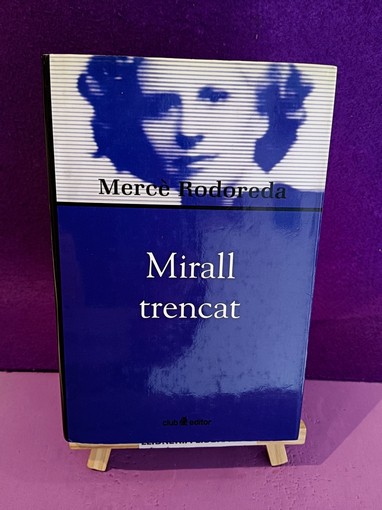 Mercè Rodoreda
Mirall
trencat
club editor